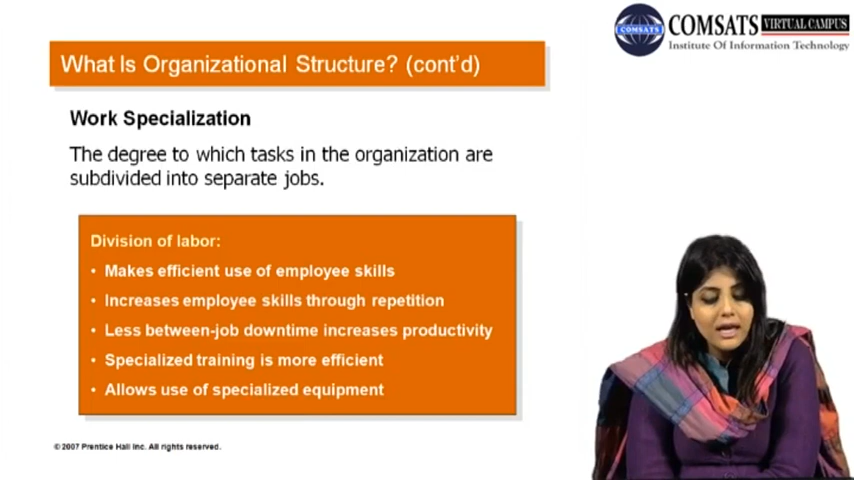 COMSATS VIRTUAL CAMPUS
COMSATS
Institute Of Information Technology
What Is Organizational Structure? (cont'd)
Work Specialization
The degree to which tasks in the organization are
subdivided into separate jobs.
Division of labor:
• Makes efficient use of employee skills
• Increases employee skills through repetition
• Less between-job downtime increases productivity
• Specialized training is more efficient
• Allows use of specialized equipment
© 2007 Prentice Hall Inc. All rights reserved.